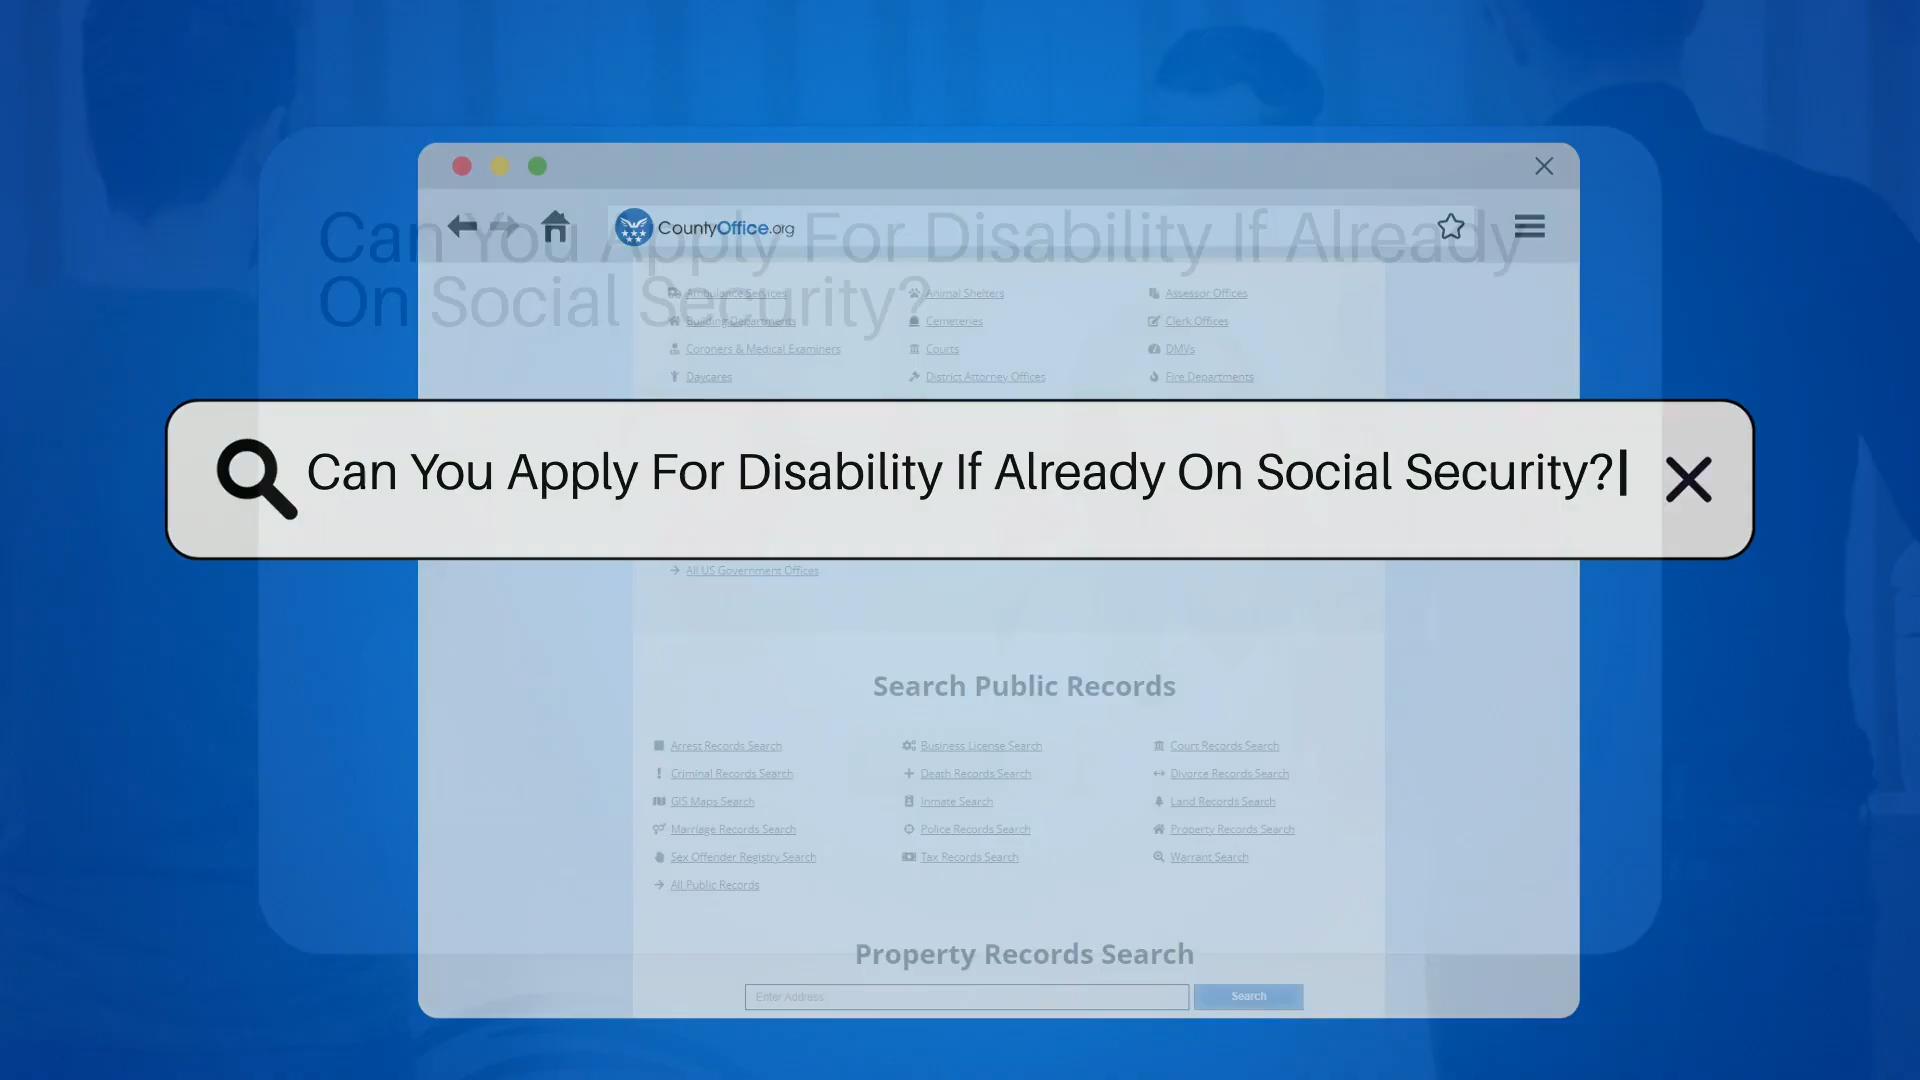 CountyOffice.org
Can You Apply For Disability If Already
On Social Security?
Ambulance Services
Animal Shelters
Assessor Offices
Building Departments
Cemeteries
Clerk Offices
Coroners & Medical Examiners
Courts
DMVs
Daycares
District Attorney Offices
Fire Departments
Can You Apply For Disability If Already On Social Security?
All US Government Offices
Search Public Records
Arrest Records Search
Business License Search
Court Records Search
Criminal Records Search
Death Records Search
Divorce Records Search
GIS Maps Search
Inmate Search
Land Records Search
Marriage Records Search
Police Records Search
Property Records Search
Sex Offender Registry Search
Tax Records Search
Warrant Search
All Public Records
Property Records Search
Enter Address
Search